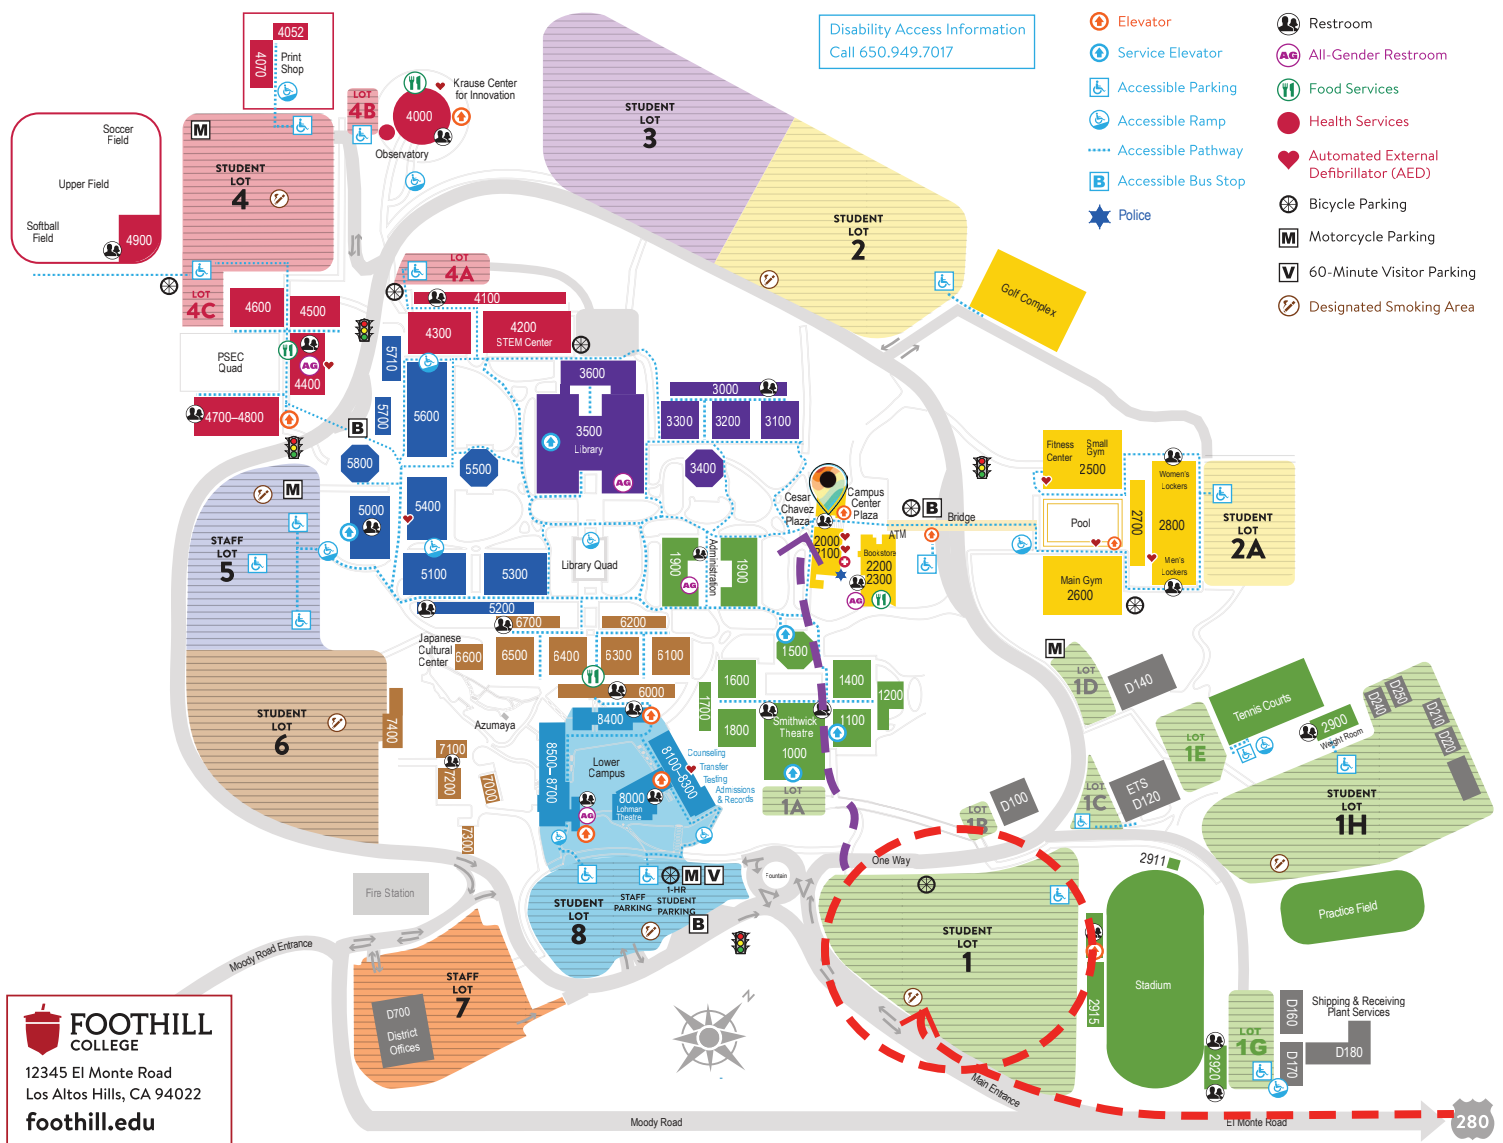 4052
4070
Print
Shop
Disability Access Information
Call 650.949.7017
Elevator
Service Elevator
Accessible Parking
Accessible Ramp
Accessible Pathway
B
Accessible Bus Stop
Police
Restroom
AG
All-Gender Restroom
Food Services
Health Services
Automated External
Defibrillator (AED)
Bicycle Parking
M
Motorcycle Parking
V
60-Minute Visitor Parking
Designated Smoking Area
Soccer
Field
Upper Field
Softball
Field
4900
M
STUDENT
LOT
4
LOT
4B
4000
Krause Center
for Innovation
Observatory
STUDENT
LOT
3
STUDENT
LOT
2
Golf Complex
LOT
4C
4600
4500
PSEC
Quad
AG
4400
4700–4800
LOT
4A
4100
4300
4200
STEM Center
5710
5700
5600
B
5800
5500
3600
3500
Library
AG
3000
3300
3200
3100
3400
M
STAFF
LOT
5
5000
5400
5100
5300
5200
Library Quad
1900
AG
Administration
1900
Cesar
Chavez
Plaza
Campus
Center
Plaza
2000
2100
ATM
Bookstore
2200
2300
AG
B
Bridge
Fitness
Center
Small
Gym
2500
Pool
2700
Women's
Lockers
2800
Men's
Lockers
Main Gym
2600
STUDENT
LOT
2A
Japanese
Cultural
Center
6700
6200
6600
6500
6400
6300
6100
6000
1500
1600
1400
1200
1700
1800
1100
Smithwick
Theatre
1000
LOT
1A
STUDENT
LOT
6
7400
Azumaya
7100
7200
7000
7300
8400
8500–8700
Lower
Campus
8100–8300
8000
Lohman
Theatre
AG
Counseling
Transfer
Testing
Admissions
& Records
M
LOT
1D
D140
LOT
1E
Tennis Courts
2900
Weight Room
D240
D250
D210
D220
LOT
1C
ETS
D120
LOT
1B
D100
STUDENT
LOT
1H
One Way
2911
Practice Field
Fire Station
Fountain
M
V
1-HR
STUDENT
PARKING
STAFF
PARKING
STUDENT
LOT
8
B
STUDENT
LOT
1
2915
Stadium
2920
LOT
1G
D160
D170
D180
Shipping & Receiving
Plant Services
Moody Road Entrance
STAFF
LOT
7
D700
District
Offices
N
Main Entrance
FOOTHILL
COLLEGE
12345 El Monte Road
Los Altos Hills, CA 94022
foothill.edu
Moody Road
El Monte Road
280